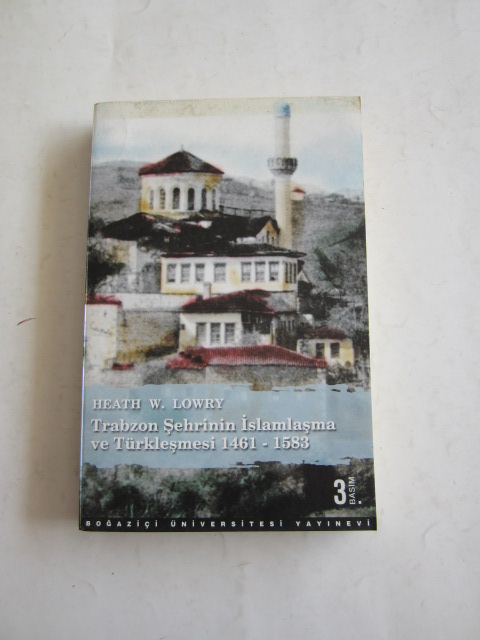 HEATH W. LOWRY
Trabzon Şehrinin İslamlaşma
ve Türkleşmesi 1461 - 1583
3.
BASIM
BOĞAZİÇİ ÜNİVERSİTESİ YAYINEVİ